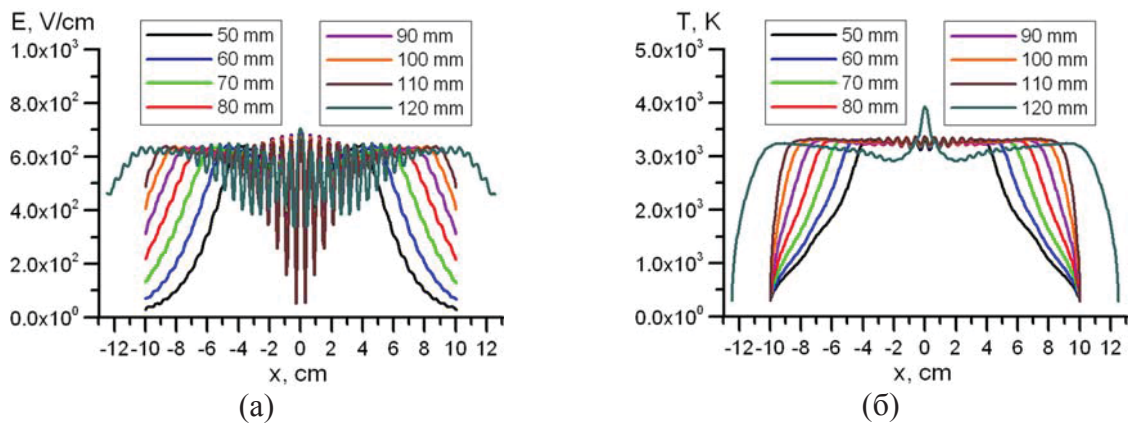 E, V/cm
50 mm 90 mm
60 mm 100 mm
70 mm 110 mm
80 mm 120 mm
1.0x10³
8.0x10²
6.0x10²
4.0x10²
2.0x10²
0.0x10⁰
-12 -10 -8 -6 -4 -2 0 2 4 6 8 10 12
x, cm
(а)
T, K
50 mm 90 mm
60 mm 100 mm
70 mm 110 mm
80 mm 120 mm
5.0x10³
4.0x10³
3.0x10³
2.0x10³
1.0x10³
0.0x10⁰
-12 -10 -8 -6 -4 -2 0 2 4 6 8 10 12
x, cm
(б)